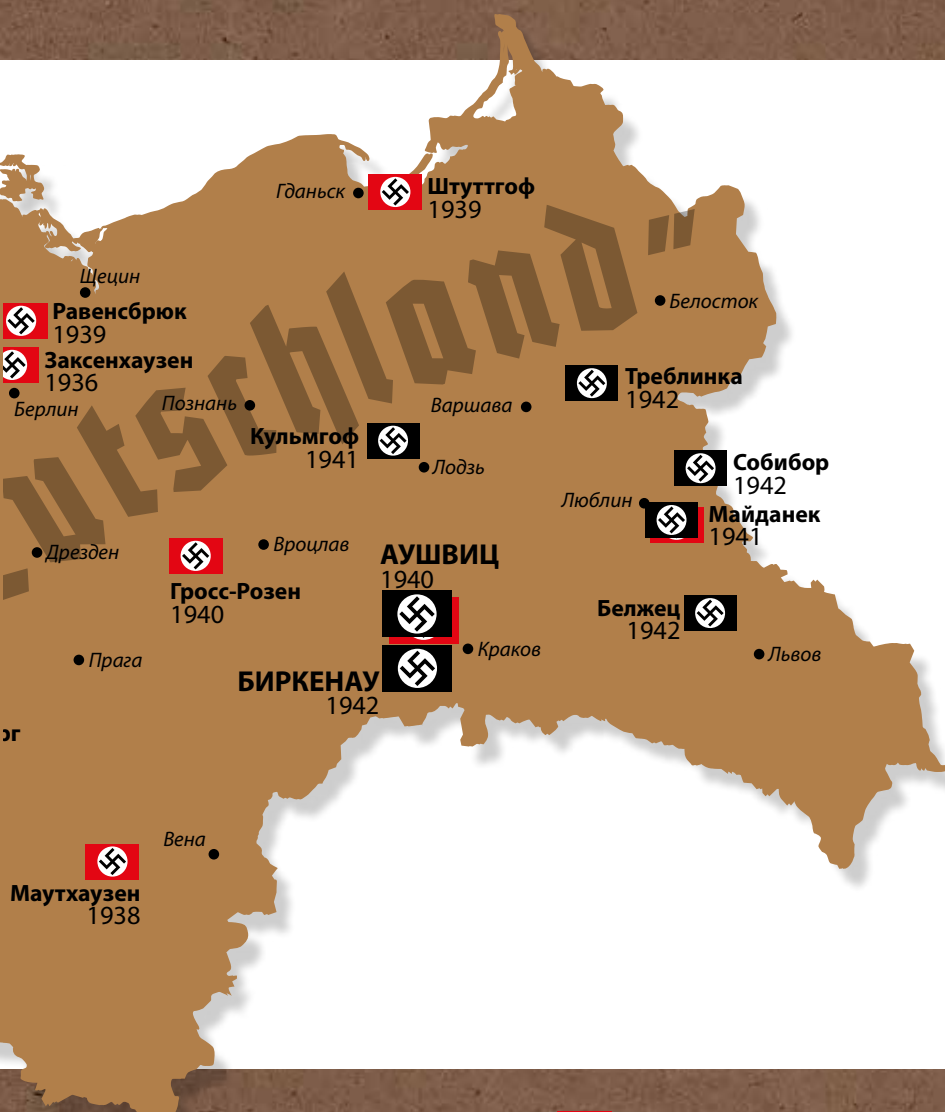 Гданьск
Штуттгоф
1939
Щецин
Равенсбрюк
1939
Белосток
Заксенхаузен
1936
Берлин
Познань
Варшава
Треблинка
1942
Кульмгоф
1941
Лодзь
Собибор
1942
Люблин
Майданек
1941
Дрезден
Вроцлав
АУШВИЦ
1940
Гросс-Розен
1940
Белжец
1942
Краков
Львов
Прага
БИРКЕНАУ
1942
рг
Вена
Маутхаузен
1938
utschland”